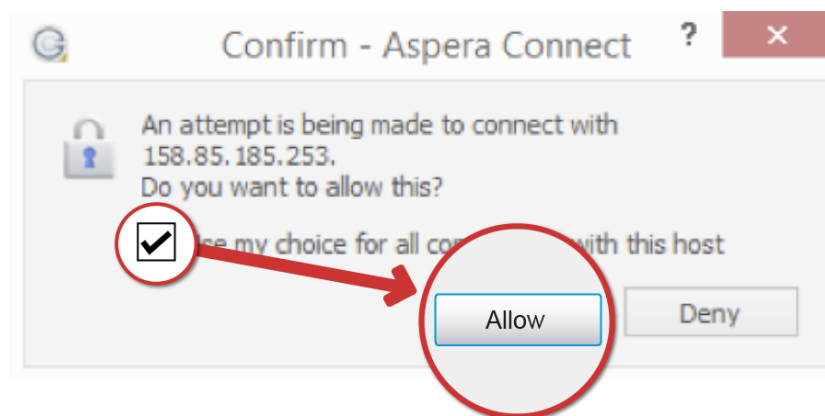 Confirm - Aspera Connect ?
An attempt is being made to connect with
158.85.185.253.
Do you want to allow this?
my choice for all with this host
Allow
Deny